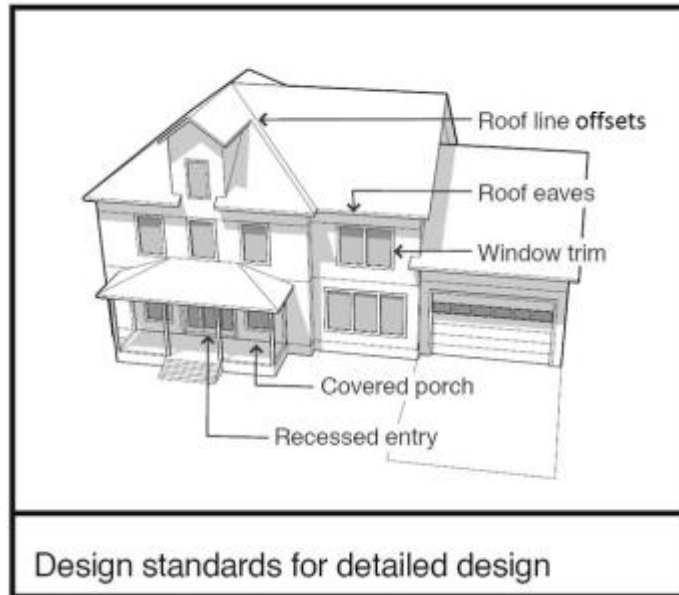 Roof line offsets
Roof eaves
Window trim
Covered porch
Recessed entry
Design standards for detailed design